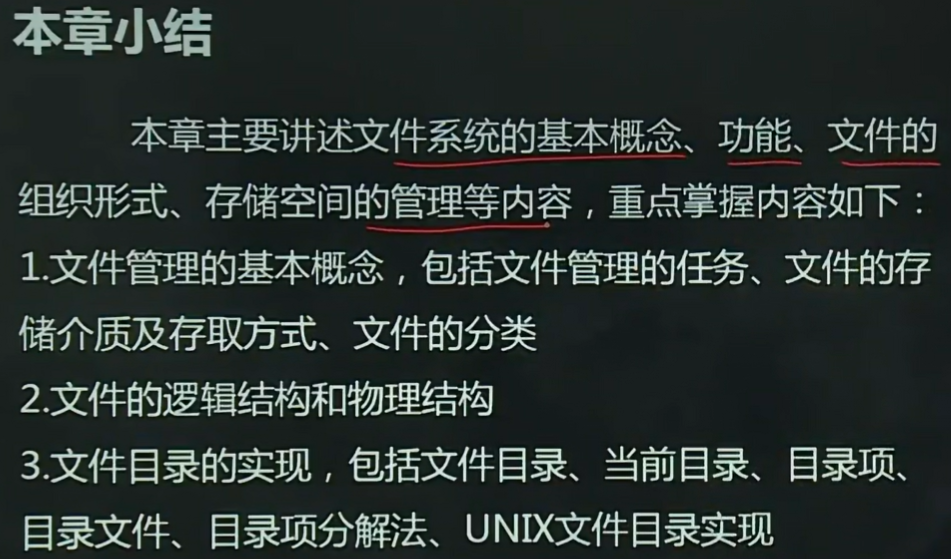 本章小结
本章主要讲述文件系统的基本概念、功能、文件的
组织形式、存储空间的管理等内容，重点掌握内容如下：
1.文件管理的基本概念，包括文件管理的任务、文件的存
储介质及存取方式、文件的分类
2.文件的逻辑结构和物理结构
3.文件目录的实现，包括文件目录、当前目录、目录项、
目录文件、目录项分解法、UNIX文件目录实现